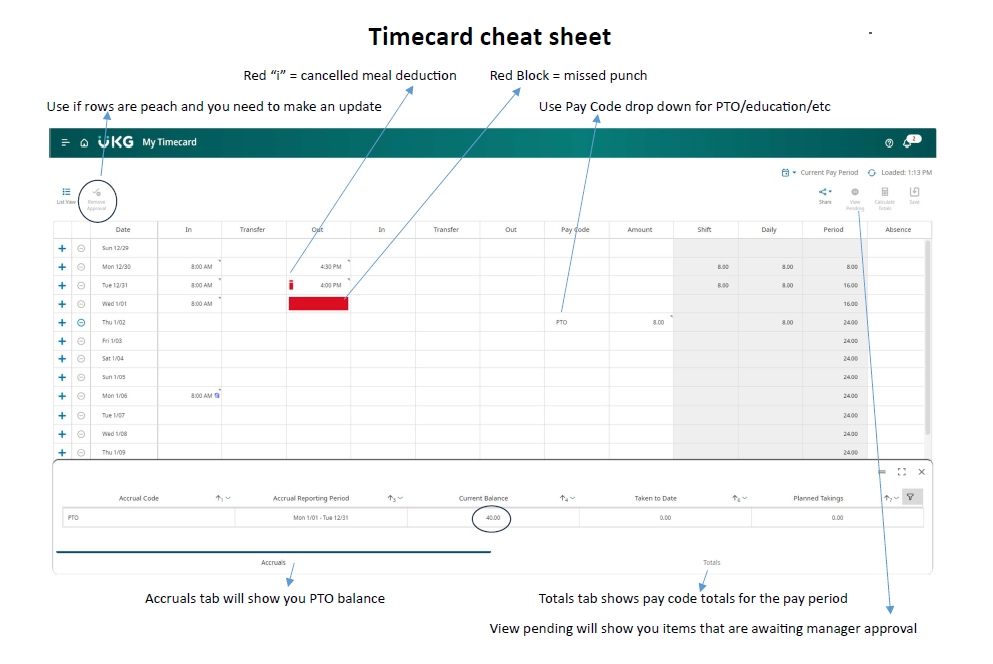 Timecard cheat sheet
Red “i” = cancelled meal deduction
Red Block = missed punch
Use if rows are peach and you need to make an update
Use Pay Code drop down for PTO/education/etc
UKG My Timecard 2
Current Pay Period Loaded: 1:13 PM
List View Remove Approval Share View Pending Calculate Totals Save
Date In Transfer Out In Transfer Out Pay Code Amount Shift Daily Period Absence
Sun 12/29
Mon 12/30 8:00 AM 4:30 PM 8.00 8.00 8.00
Tue 12/31 8:00 AM 4:00 PM 8.00 8.00 16.00
Wed 1/01 8:00 AM 16.00
Thu 1/02 PTO 8.00 8.00 24.00
Fri 1/03 24.00
Sat 1/04 24.00
Sun 1/05 24.00
Mon 1/06 8:00 AM 24.00
Tue 1/07 24.00
Wed 1/08 24.00
Thu 1/09 24.00
Accrual Code 1 Accrual Reporting Period 3 Current Balance 4 Taken to Date 6 Planned Takings 7
PTO Mon 1/01 - Tue 12/31 40.00 0.00 0.00
Accruals Totals
Accruals tab will show you PTO balance
Totals tab shows pay code totals for the pay period
View pending will show you items that are awaiting manager approval